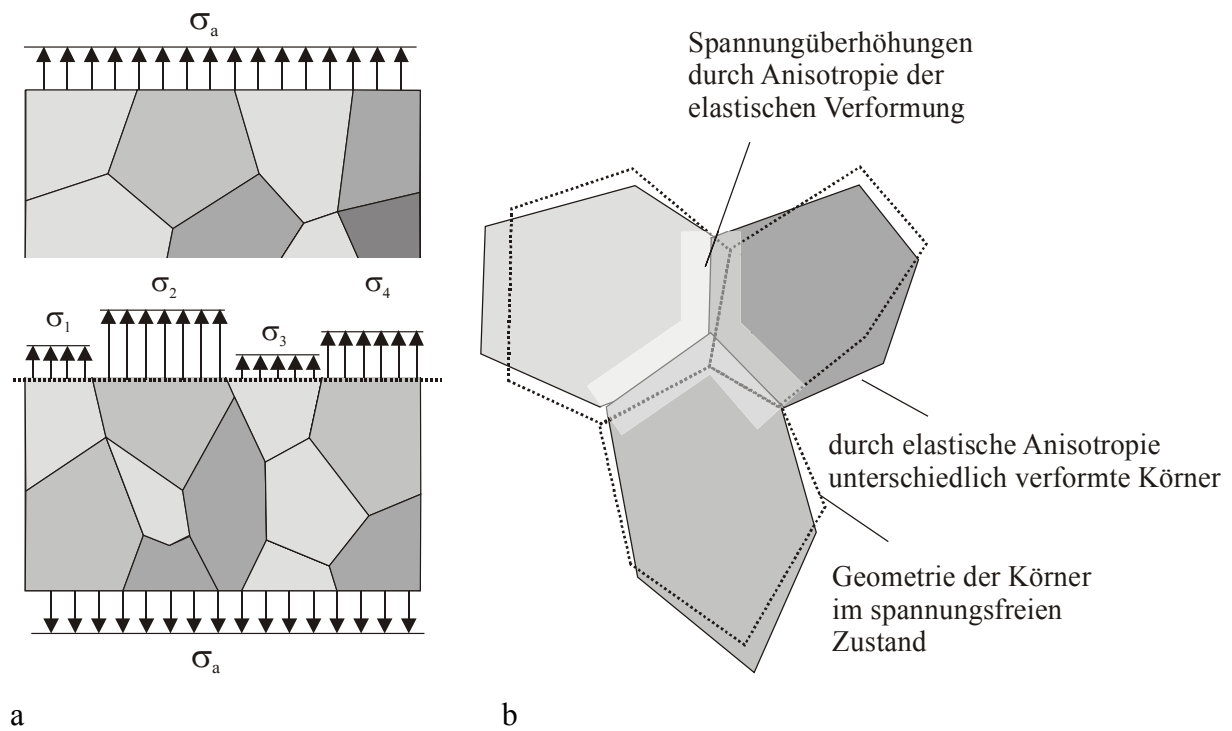 σₐ
σ₂
σ₄
σ₁
σ₃
σₐ
a
Spannungüberhöhungen
durch Anisotropie der
elastischen Verformung
durch elastische Anisotropie
unterschiedlich verformte Körner
Geometrie der Körner
im spannungsfreien
Zustand
b